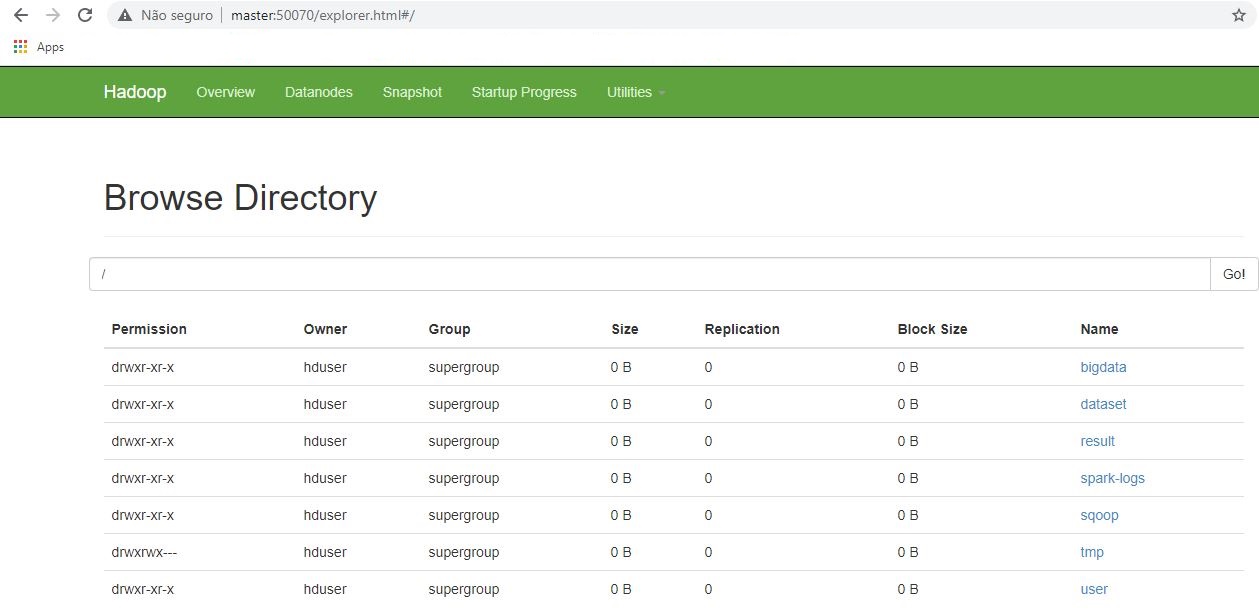 Não seguro | master:50070/explorer.html#/
Apps
Hadoop Overview Datanodes Snapshot Startup Progress Utilities
Browse Directory
/ Go!
Permission Owner Group Size Replication Block Size Name
drwxr-xr-x hduser supergroup 0 B 0 0 B bigdata
drwxr-xr-x hduser supergroup 0 B 0 0 B dataset
drwxr-xr-x hduser supergroup 0 B 0 0 B result
drwxr-xr-x hduser supergroup 0 B 0 0 B spark-logs
drwxr-xr-x hduser supergroup 0 B 0 0 B sqoop
drwxrwx--- hduser supergroup 0 B 0 0 B tmp
drwxr-xr-x hduser supergroup 0 B 0 0 B user